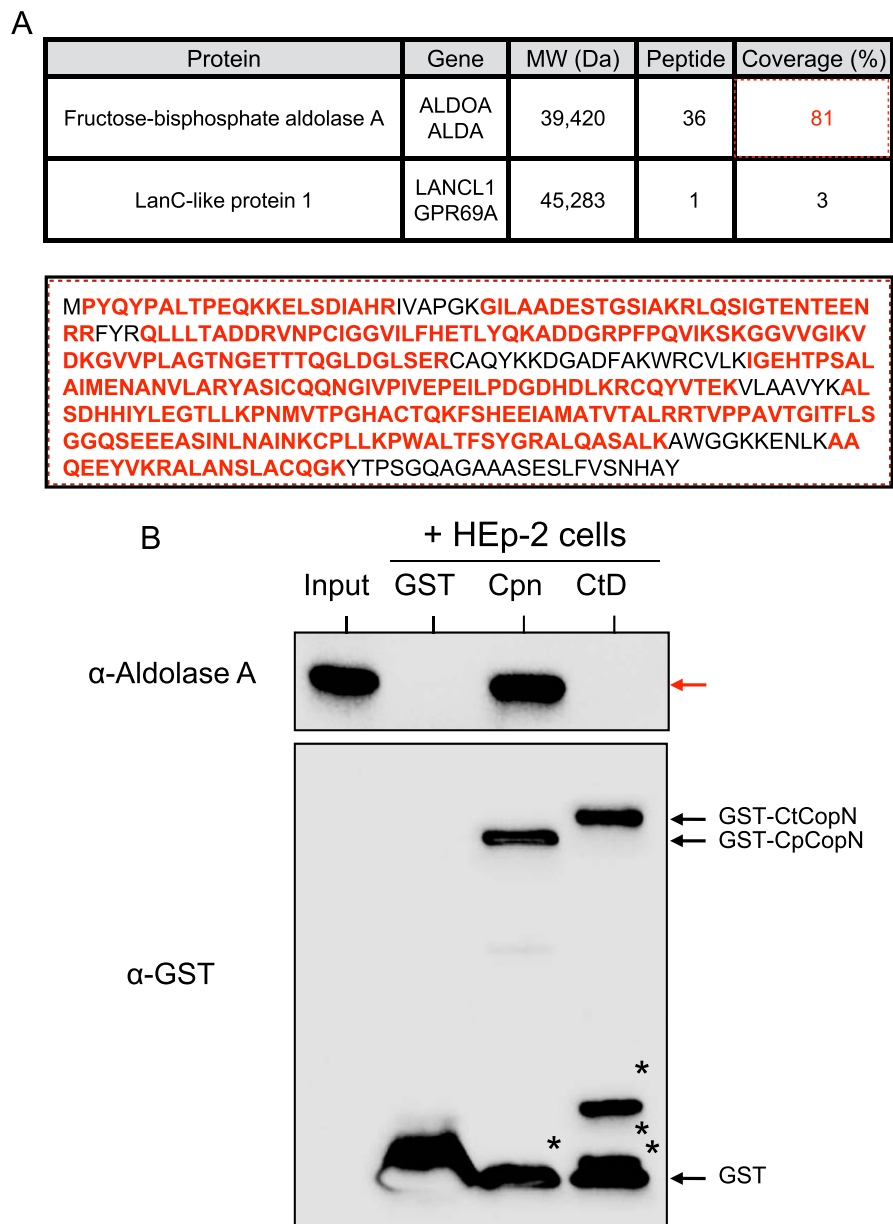 A
Protein Gene MW (Da) Peptide Coverage (%)
Fructose-bisphosphate aldolase A ALDOA ALDA 39,420 36 81
LanC-like protein 1 LANCL1 GPR69A 45,283 1 3
MPYQYPALTPEQKKELSDIAHRIVAPGKGILAADESTGSIAKRLQSIGTENTEEN
RRFYRQLLLTADDRVNPCIGGVILFHETLYQKADDGRPFPQVIKSKGGVVGIKV
DKGVVPLAGTNGETTTQGLDGLSERCAQYKKDGADFAKWRCVLKIGEHTPSAL
AIMENANVLARYASICQQNGIVPIVEPEILPDGDHDLKRCQYVTEKVLAAVYKAL
SDHHIYLEGTLLKPNMVTPGHACTQKFSHEEIAMATVTALRRTVPPAVTGITFLS
GGQSEEEASINLNAINKCPLLKPWALTFSYGRALQASALKAWGGKKENLKAA
QEEYVKRALANSLACQGKYTPSGQAGAAASESLFVSNHAY
B
+ HEp-2 cells
Input GST Cpn CtD
α-Aldolase A
GST-CtCopN
GST-CpCopN
α-GST
*
*
* *
GST